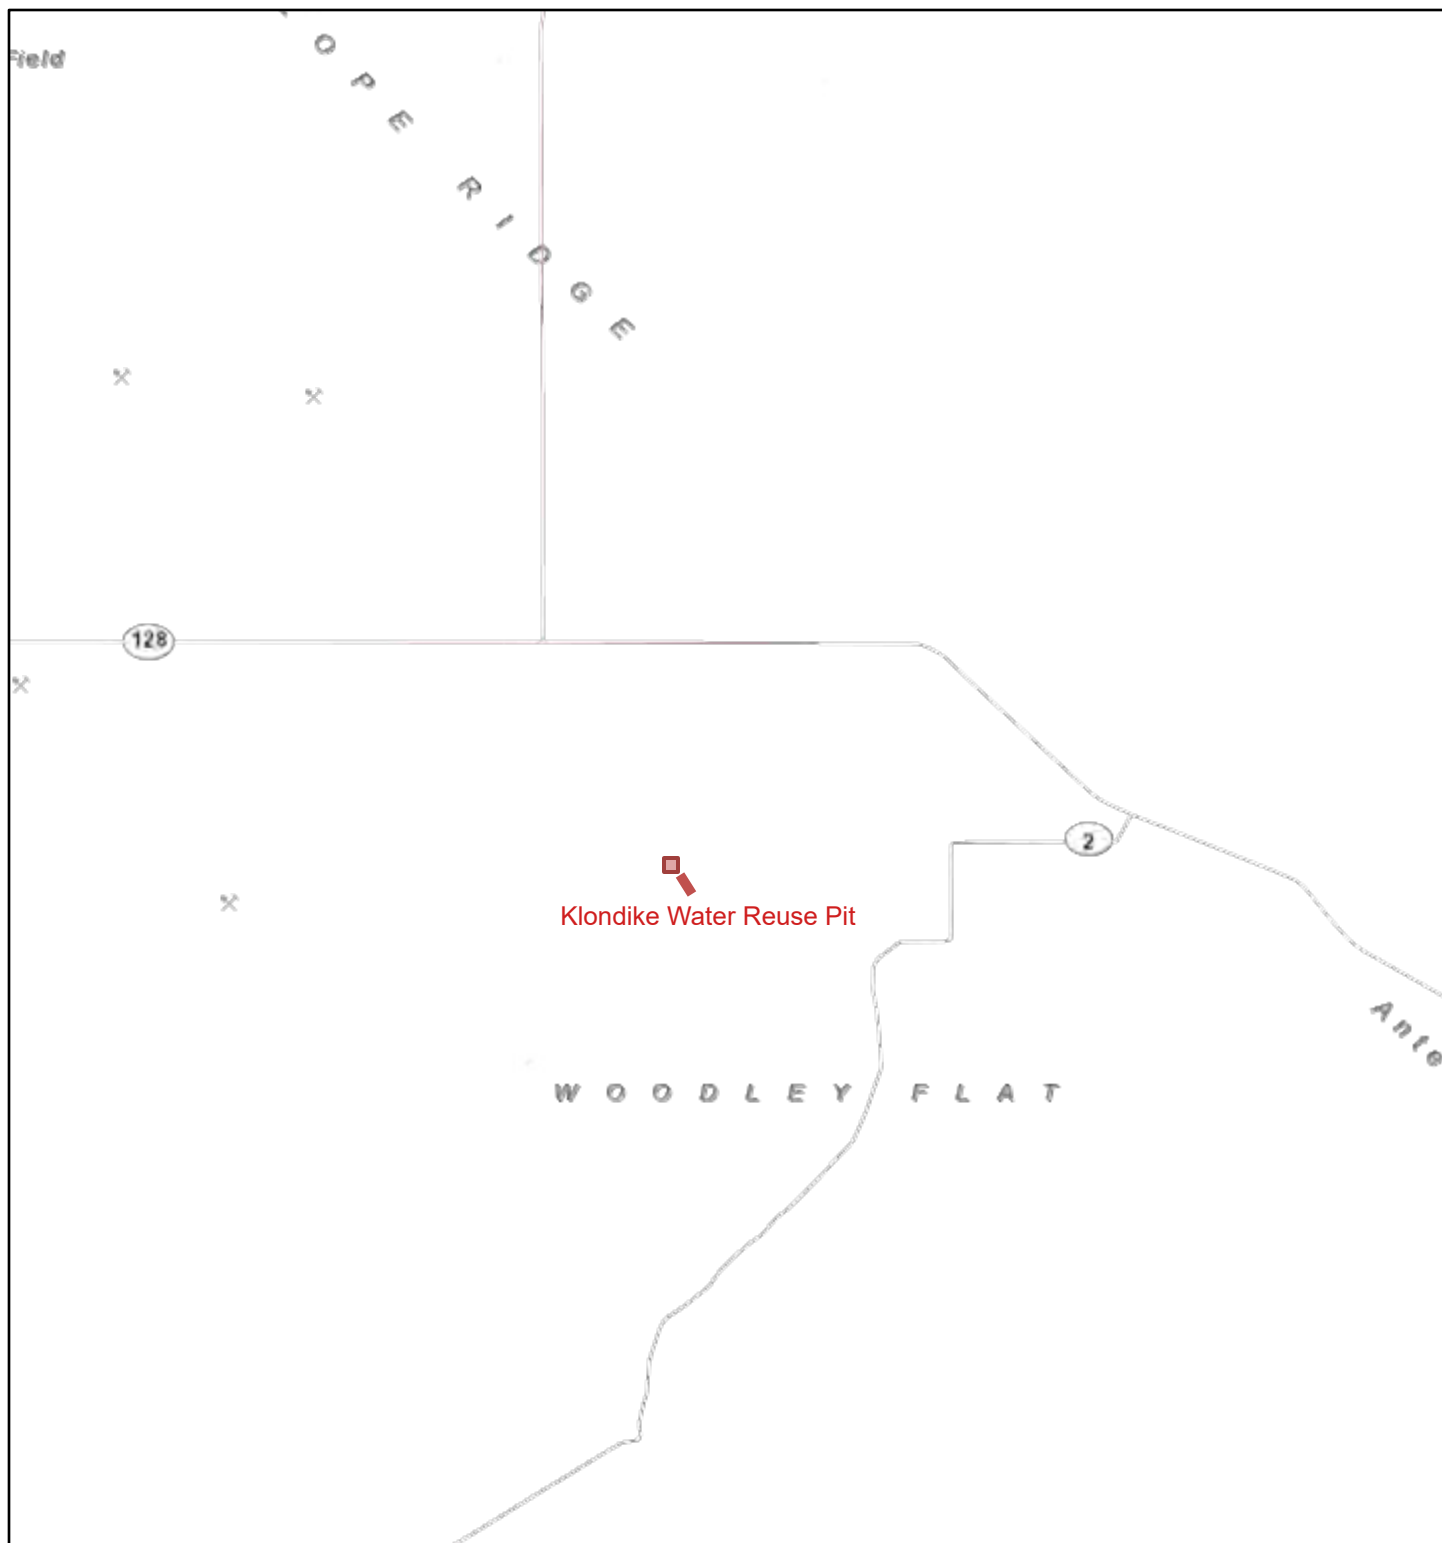 Field
OPE RIDGE
128
2
Klondike Water Reuse Pit
Ante
WOODLEY FLAT